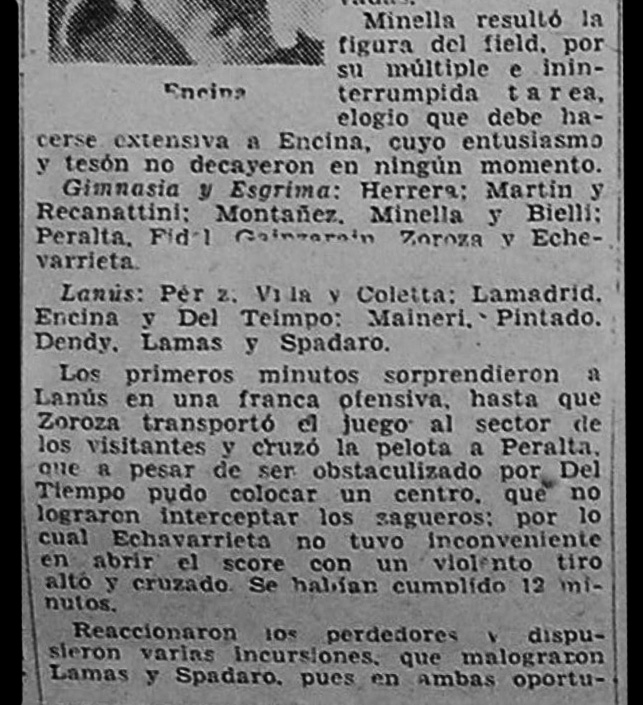 Minella resultó la
figura del field, por
su múltiple e inin-
terrumpida tarea,
elogio que debe ha-
Encina
cerse extensiva a Encina, cuyo entusiasmo
y tesón no decayeron en ningún momento.
Gimnasia y Esgrima: Herrera; Martin y
Recanattini; Montañez, Minella y Bielli;
Peralta, Zoroza y Eche-
varrieta.
Lanús: y Coletta; Lamadrid,
Encina y Del Teimpo; Maineri, Pintado,
Dendy, Lamas y Spadaro.
Los primeros minutos sorprendieron a
Lanús en una franca ofensiva, hasta que
Zoroza transportó el juego al sector de
los visitantes y cruzó la pelota a Peralta,
que a pesar de ser obstaculizado por Del
Tiempo pudo colocar un centro, que no
lograron interceptar los zagueros; por lo
cual Echavarrieta no tuvo inconveniente
en abrir el score con un violento tiro
alto y cruzado. Se habían cumplido 12 mi-
nutos.
Reaccionaron los perdedores y dispu-
sieron varias incursiones, que malograron
Lamas y Spadaro, pues en ambas oportu-